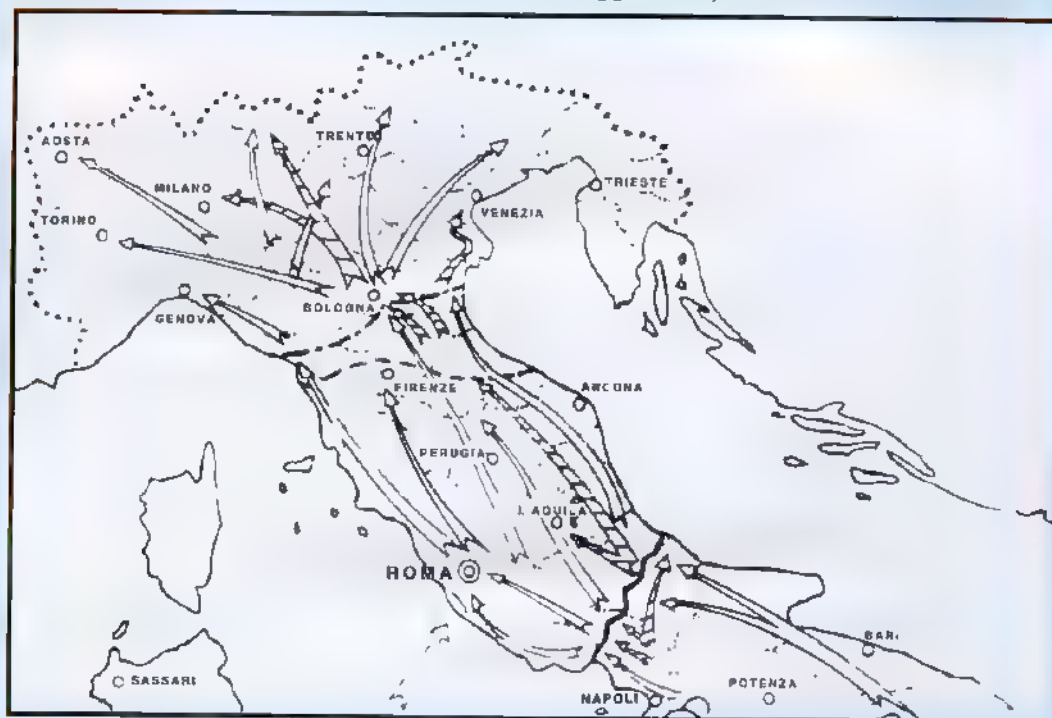 AOSTA
TRENTO
MILANO
TRIESTE
TORINO
VENEZIA
BOLOGNA
GENOVA
FIRENZE
ANCONA
PERUGIA
L AQUILA
ROMA
BARI
SASSARI
NAPOLI
POTENZA